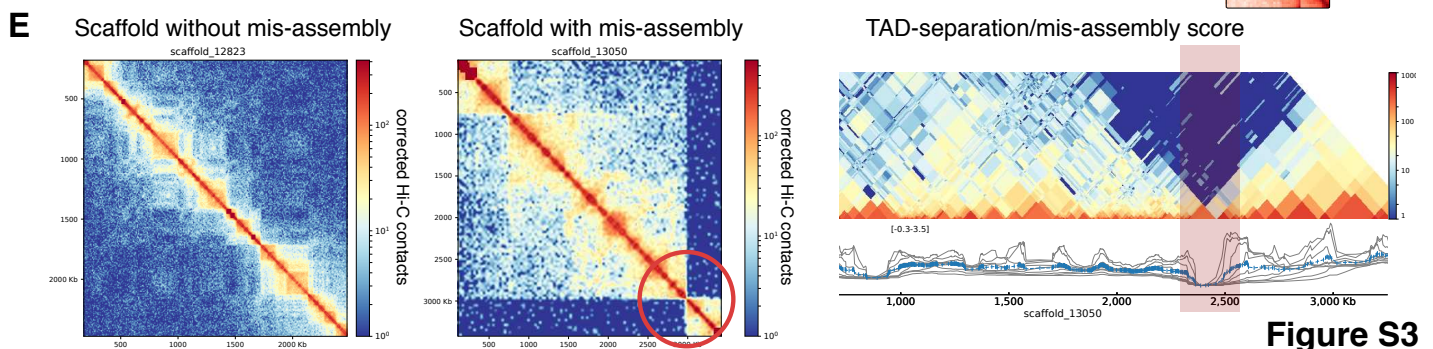 E
Scaffold without mis-assembly
scaffold_12823
500
1000
1500
2000 Kb
500
1000
1500
2000 Kb
10²
10¹
10⁰
corrected Hi-C contacts
Scaffold with mis-assembly
scaffold_13050
500
1000
1500
2000
2500
3000 Kb
500
1000
1500
2000
2500
3000 Kb
10²
10¹
10⁰
corrected Hi-C contacts
TAD-separation/mis-assembly score
100
10
1
[-0.3-3.5]
1,000
1,500
2,000
2,500
3,000 Kb
scaffold_13050
Figure S3